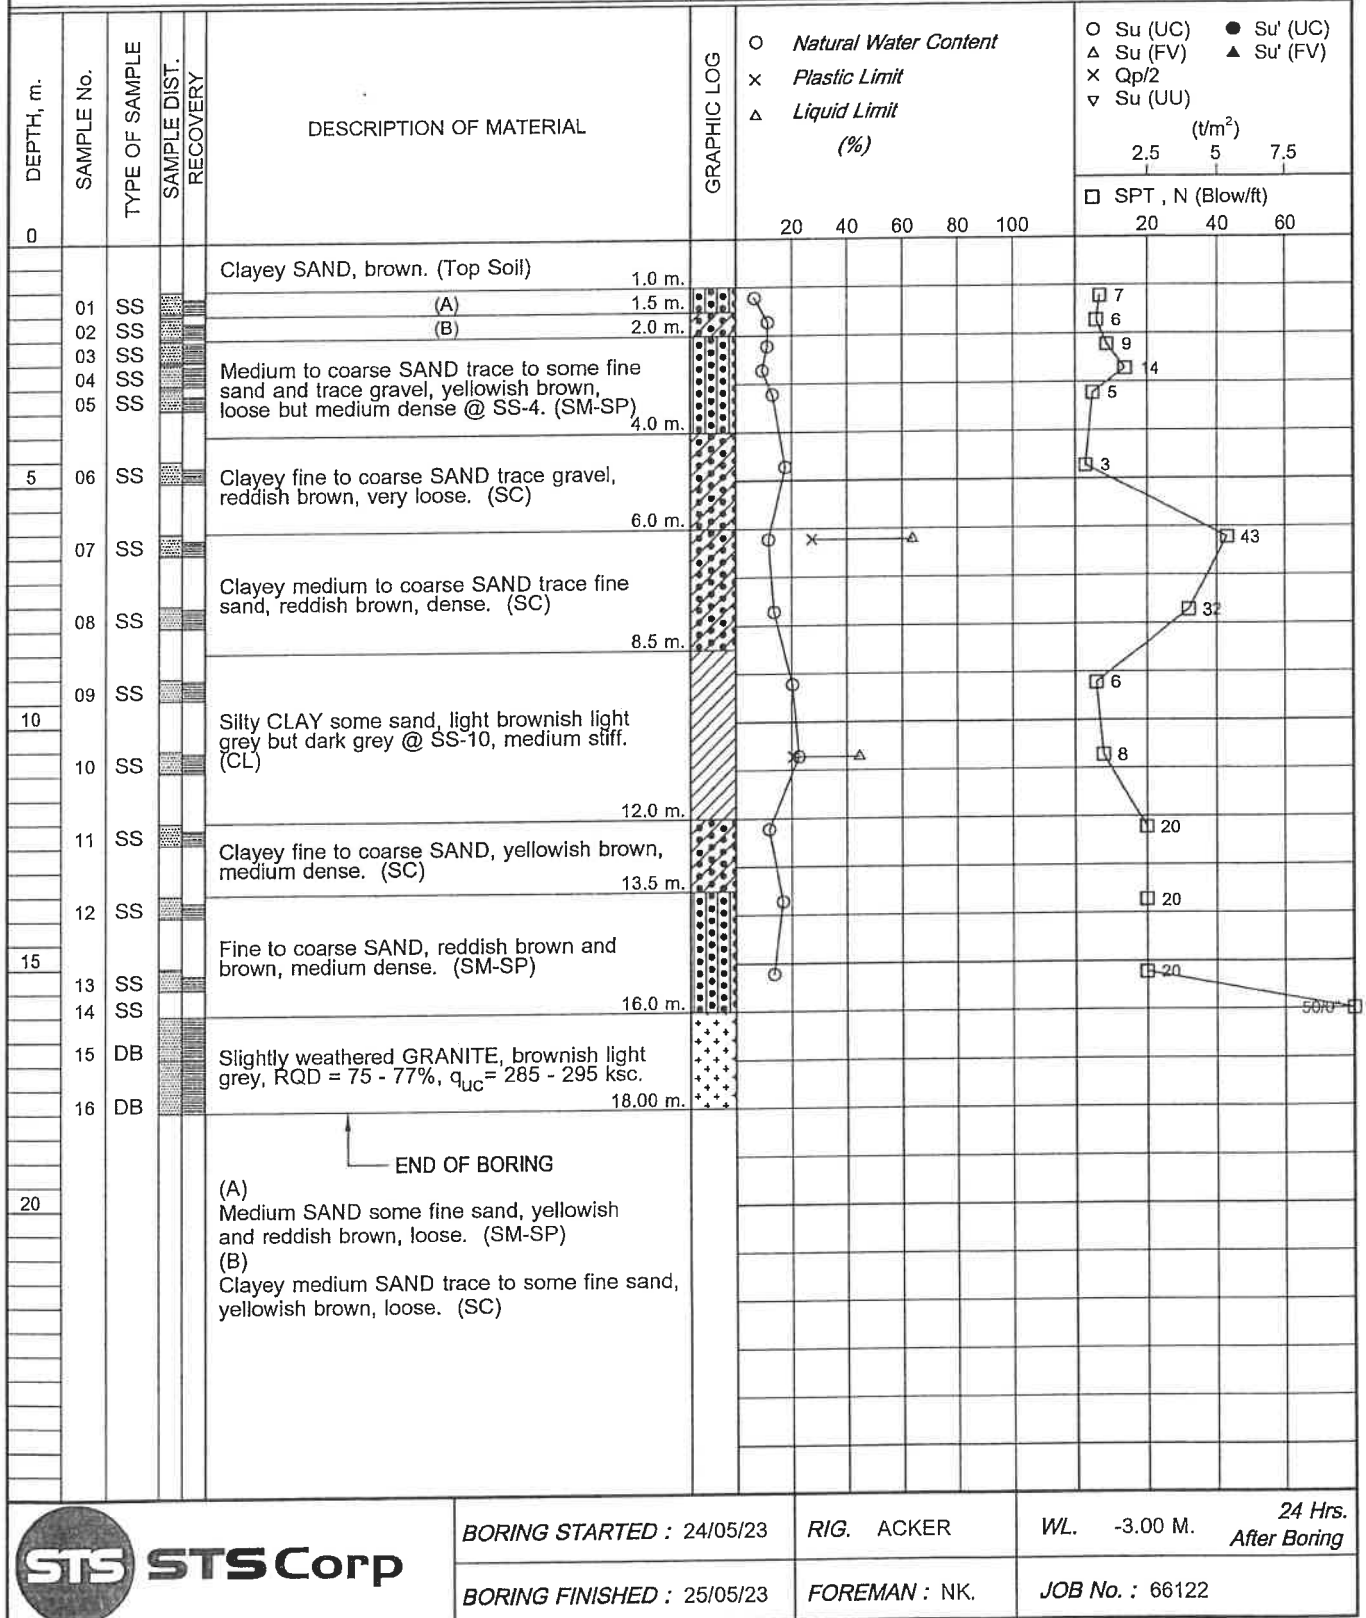 DEPTH, m.
SAMPLE No.
TYPE OF SAMPLE
SAMPLE DIST.
RECOVERY
DESCRIPTION OF MATERIAL
GRAPHIC LOG
○ Natural Water Content
× Plastic Limit
△ Liquid Limit
(%)
20 40 60 80 100
○ Su (UC) ● Su' (UC)
△ Su (FV) ▲ Su' (FV)
× Qp/2
▽ Su (UU)
(t/m²)
2.5 5 7.5
□ SPT , N (Blow/ft)
20 40 60
0
Clayey SAND, brown. (Top Soil)
1.0 m.
01 SS (A) 1.5 m. 7
02 SS (B) 2.0 m. 6
03 SS 9
04 SS 14
05 SS 5
Medium to coarse SAND trace to some fine
sand and trace gravel, yellowish brown,
loose but medium dense @ SS-4. (SM-SP)
4.0 m.
5 06 SS 3
Clayey fine to coarse SAND trace gravel,
reddish brown, very loose. (SC)
6.0 m.
07 SS 43
Clayey medium to coarse SAND trace fine
sand, reddish brown, dense. (SC)
08 SS 32
8.5 m.
09 SS 6
10
Silty CLAY some sand, light brownish light
grey but dark grey @ SS-10, medium stiff.
(CL)
10 SS 8
12.0 m.
11 SS 20
Clayey fine to coarse SAND, yellowish brown,
medium dense. (SC)
13.5 m.
12 SS 20
Fine to coarse SAND, reddish brown and
brown, medium dense. (SM-SP)
15
13 SS 20
16.0 m.
14 SS 50/0"
15 DB
Slightly weathered GRANITE, brownish light
grey, RQD = 75 - 77%, quc= 285 - 295 ksc.
18.00 m.
16 DB
END OF BORING
20
(A)
Medium SAND some fine sand, yellowish
and reddish brown, loose. (SM-SP)
(B)
Clayey medium SAND trace to some fine sand,
yellowish brown, loose. (SC)
STS STS Corp
BORING STARTED : 24/05/23
RIG. ACKER
WL. -3.00 M. 24 Hrs.
After Boring
BORING FINISHED : 25/05/23
FOREMAN : NK.
JOB No. : 66122